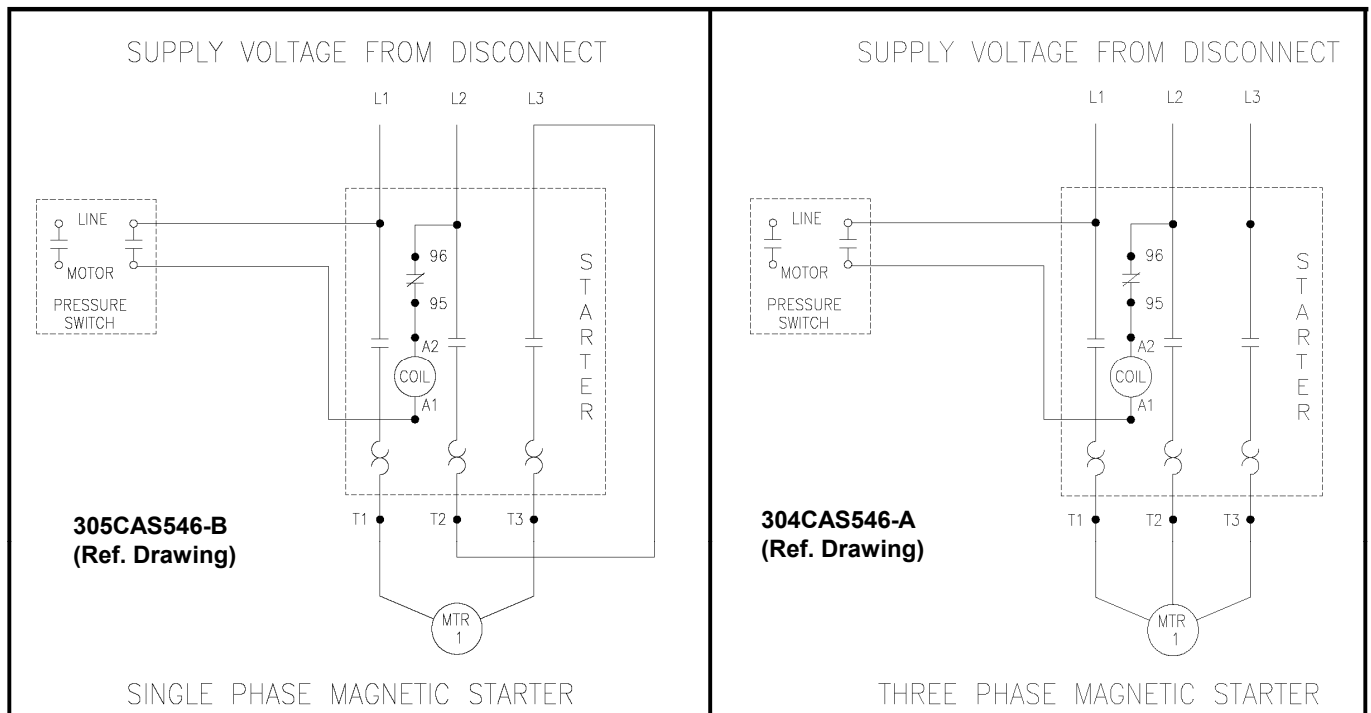 SUPPLY VOLTAGE FROM DISCONNECT
L1 L2 L3
LINE
MOTOR
PRESSURE
SWITCH
96
95
A2
COIL
A1
STARTER
T1 T2 T3
305CAS546-B
(Ref. Drawing)
MTR
1
SINGLE PHASE MAGNETIC STARTER
SUPPLY VOLTAGE FROM DISCONNECT
L1 L2 L3
LINE
MOTOR
PRESSURE
SWITCH
96
95
A2
COIL
A1
STARTER
T1 T2 T3
304CAS546-A
(Ref. Drawing)
MTR
1
THREE PHASE MAGNETIC STARTER